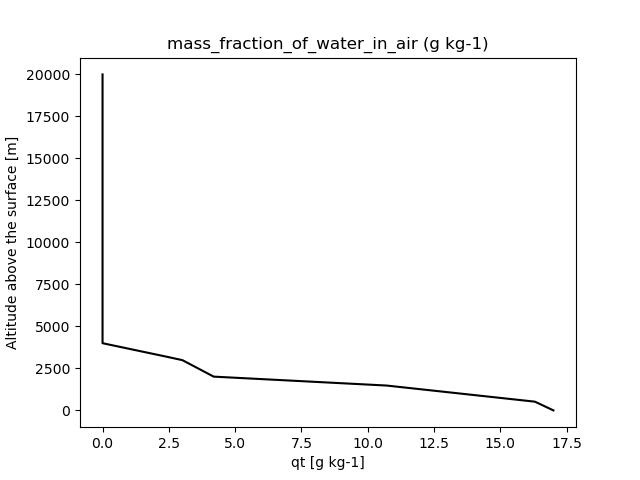 mass_fraction_of_water_in_air (g kg-1)
Altitude above the surface [m]
20000
17500
15000
12500
10000
7500
5000
2500
0
0.0 2.5 5.0 7.5 10.0 12.5 15.0 17.5
qt [g kg-1]